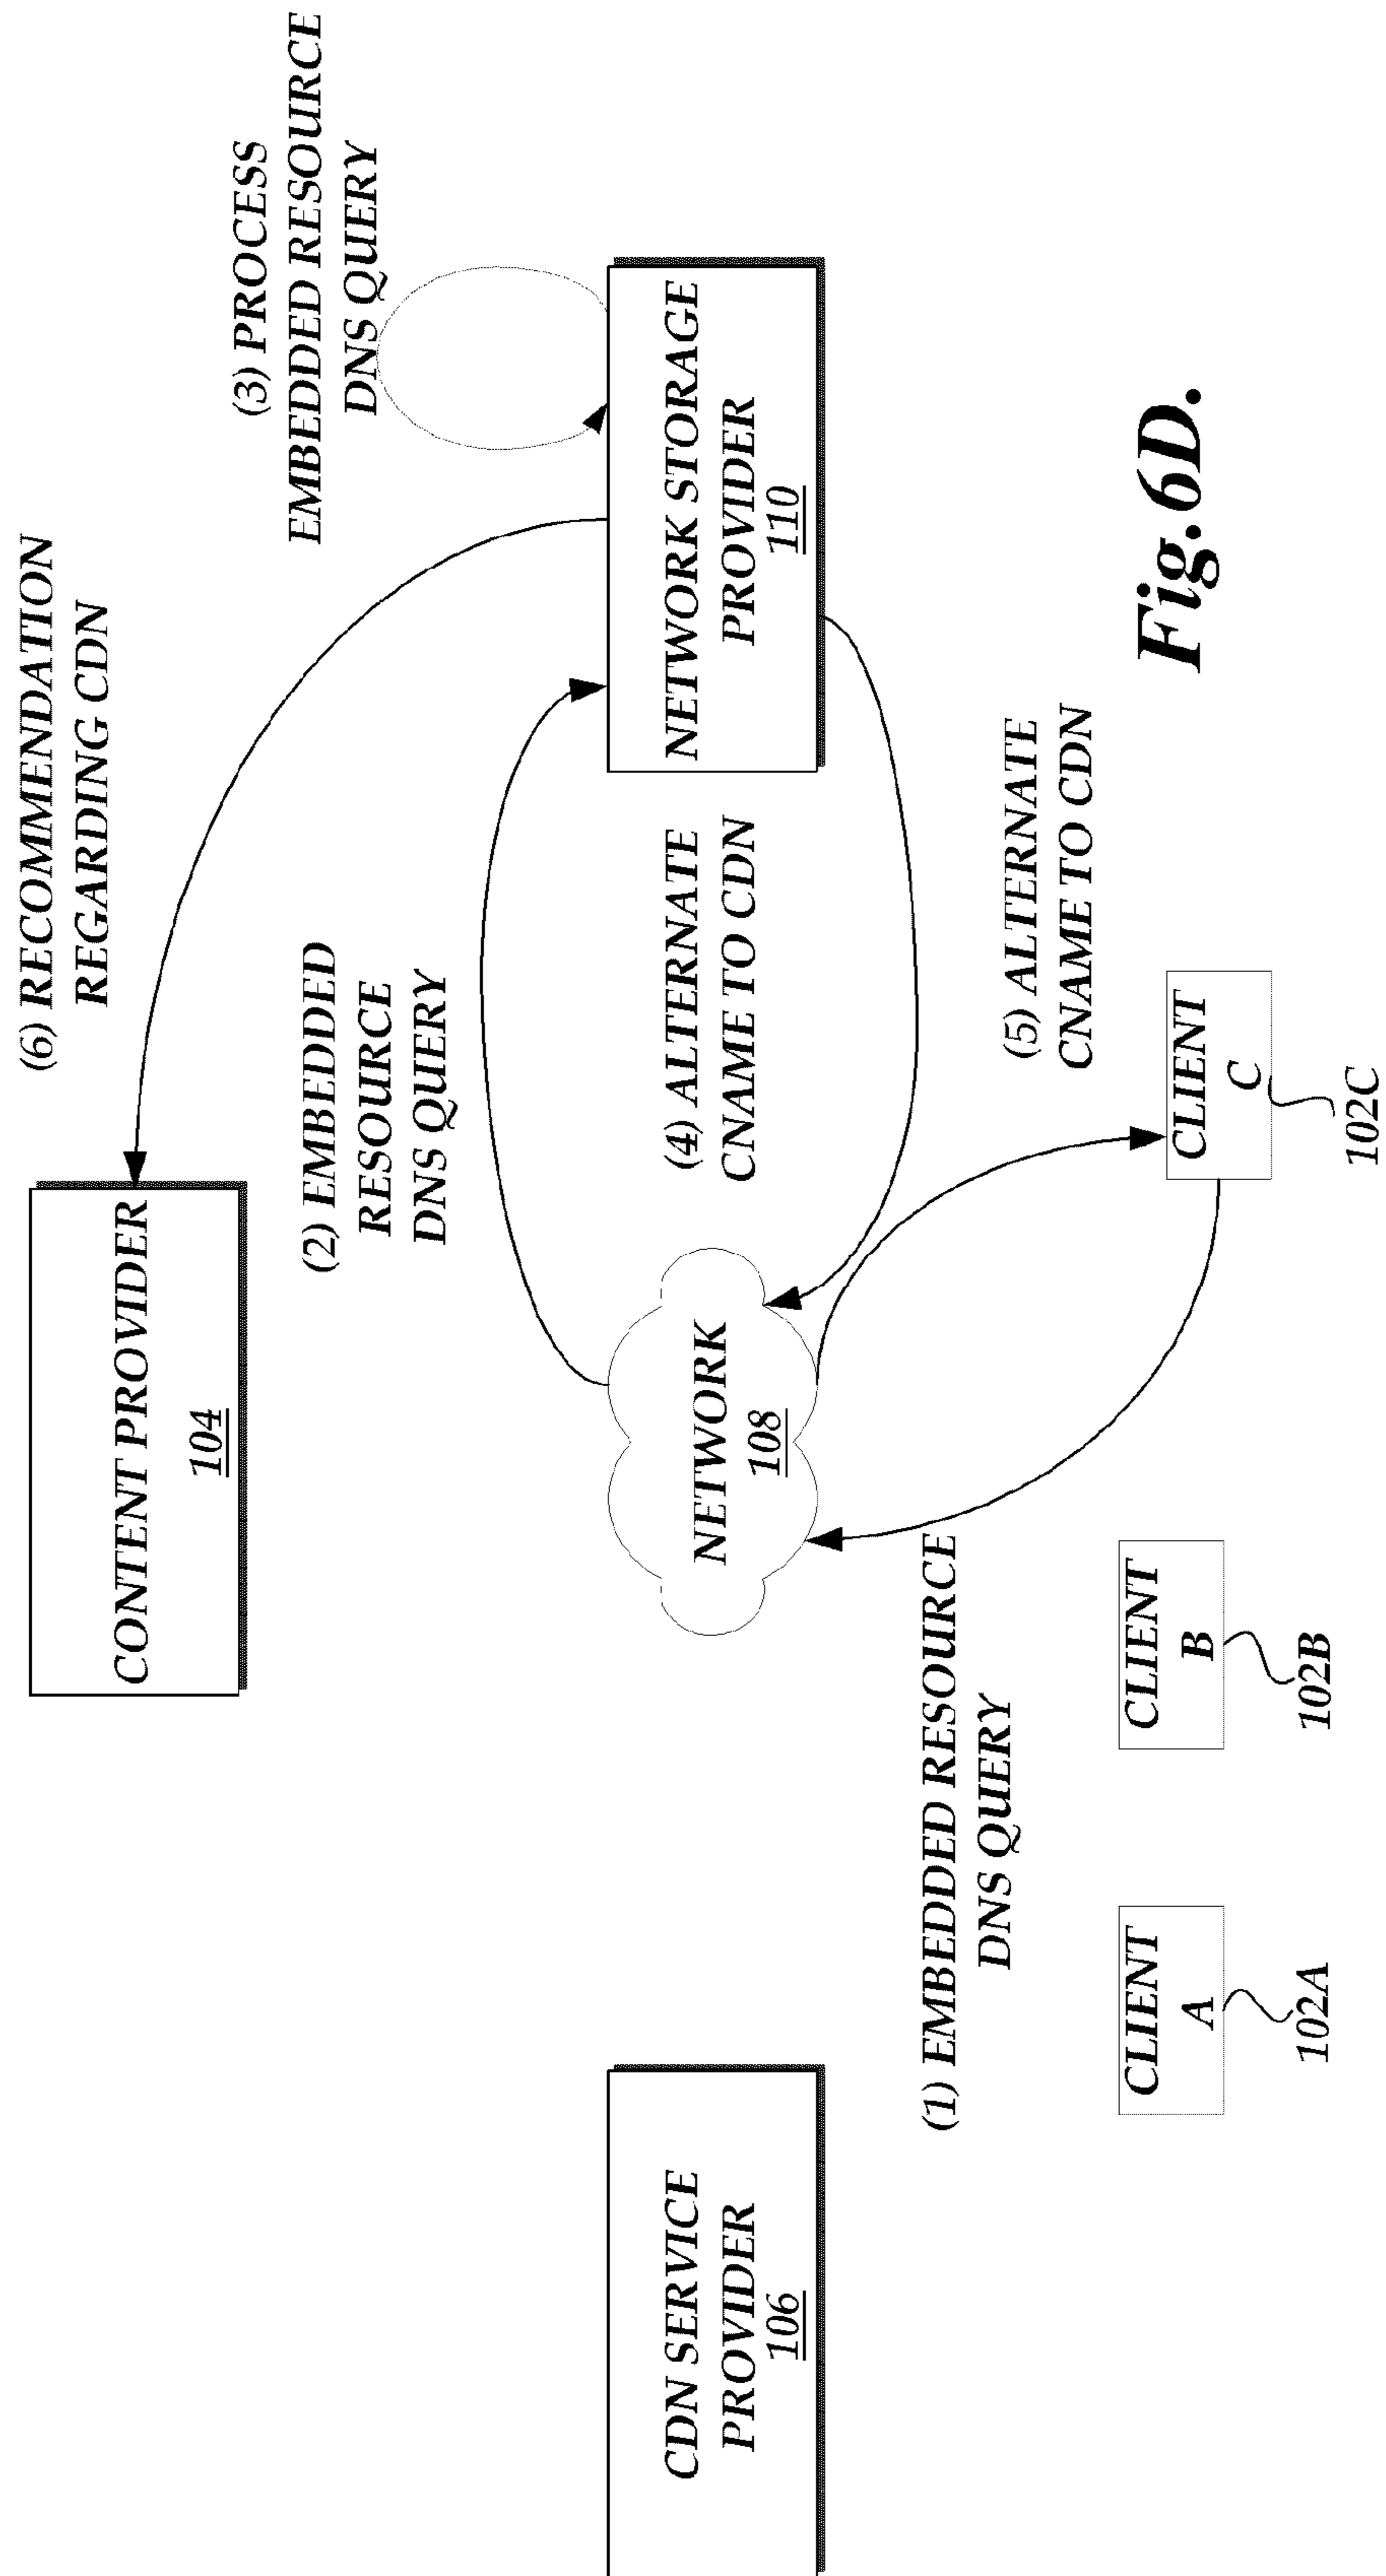 (6) RECOMMENDATION
REGARDING CDN
CONTENT PROVIDER
104
(3) PROCESS
EMBEDDED RESOURCE
DNS QUERY
(2) EMBEDDED
RESOURCE
DNS QUERY
CDN SERVICE
PROVIDER
106
NETWORK
108
(4) ALTERNATE
CNAME TO CDN
NETWORK STORAGE
PROVIDER
110
(1) EMBEDDED RESOURCE
DNS QUERY
(5) ALTERNATE
CNAME TO CDN
CLIENT
A
102A
CLIENT
B
102B
CLIENT
C
102C
Fig.6D.